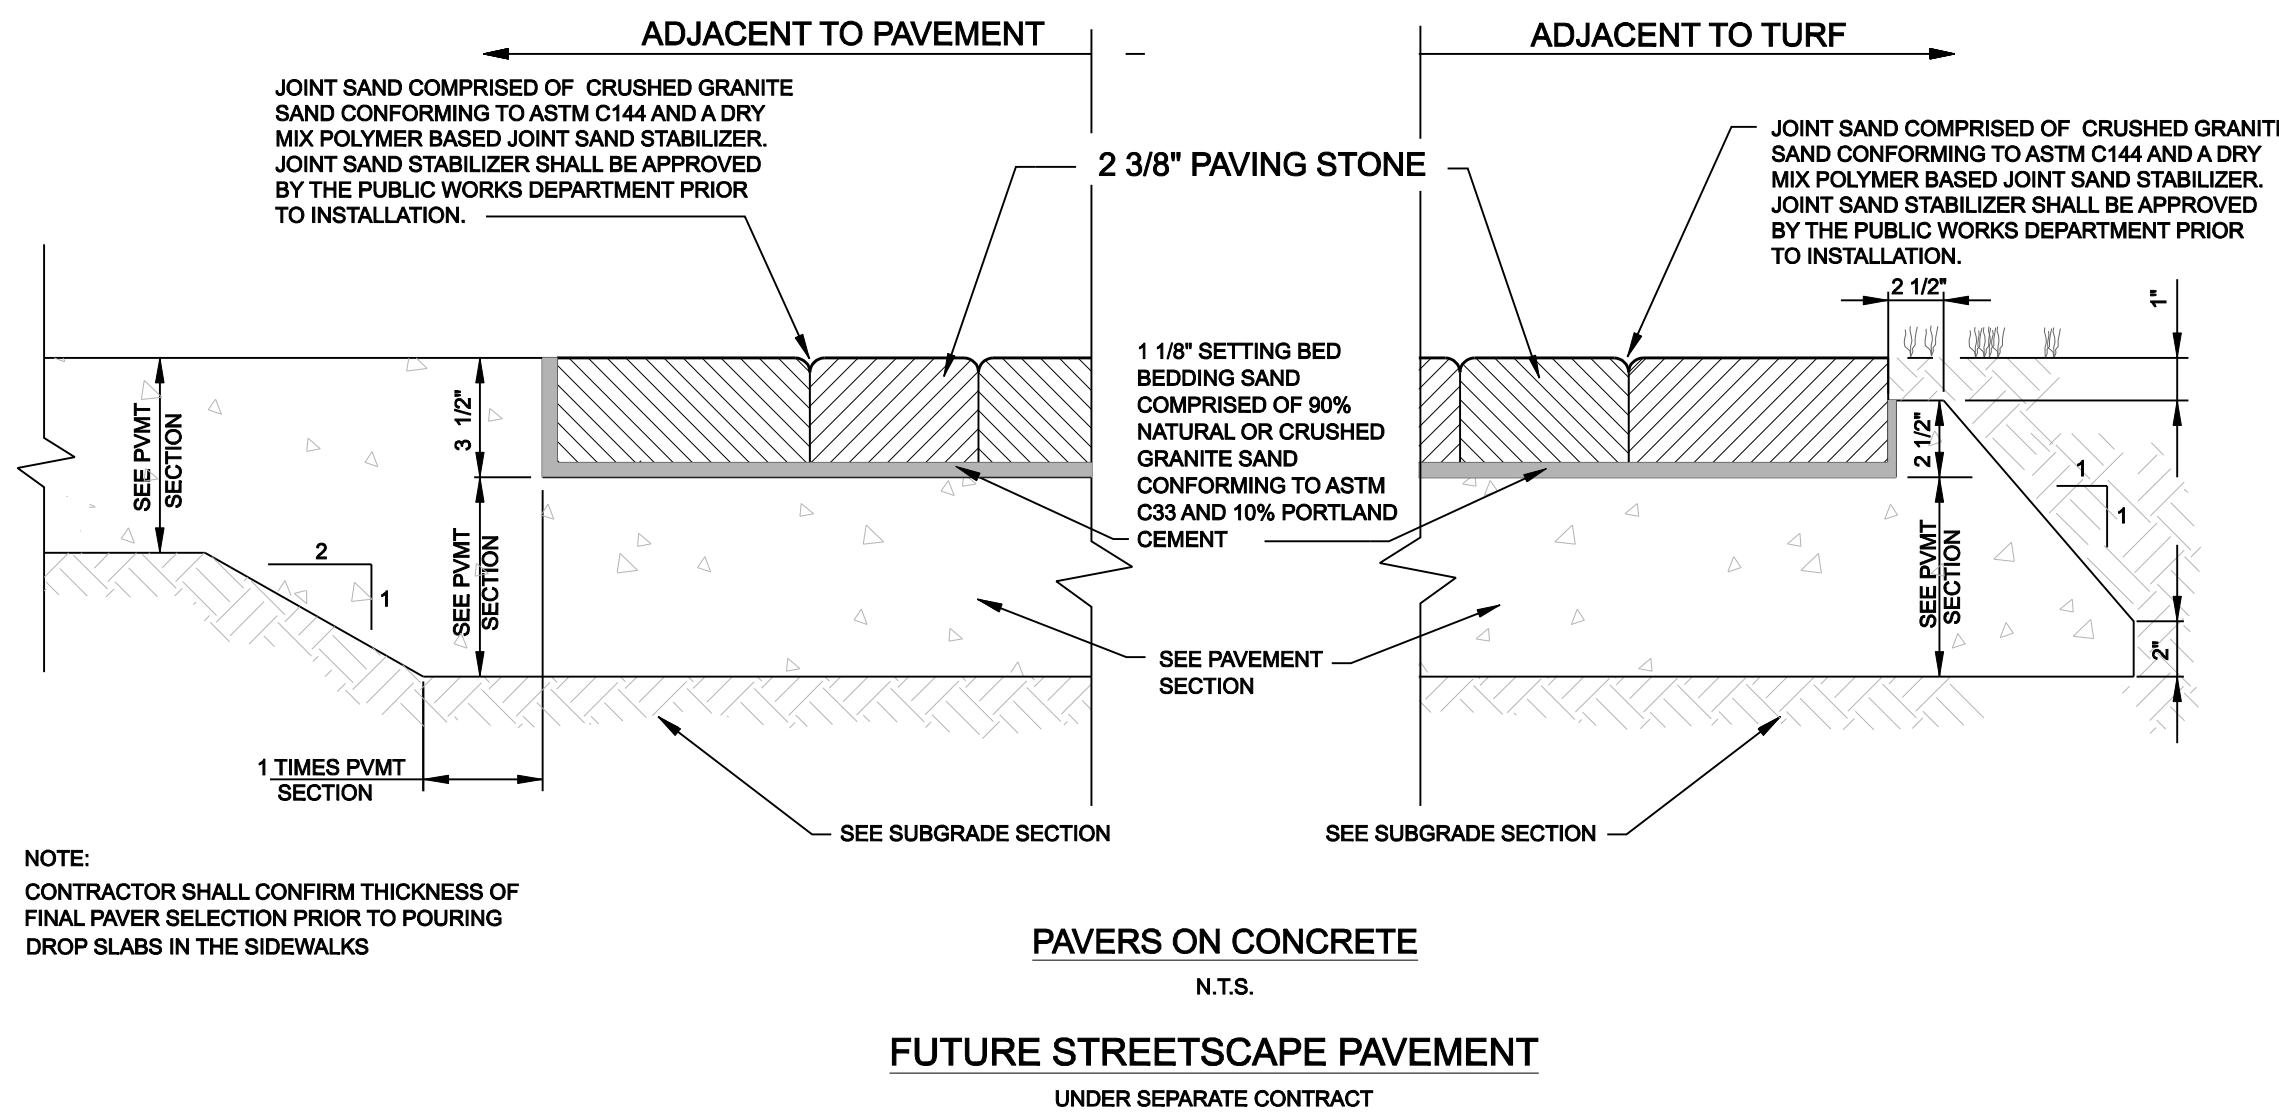 ADJACENT TO PAVEMENT
ADJACENT TO TURF
JOINT SAND COMPRISED OF CRUSHED GRANITE
SAND CONFORMING TO ASTM C144 AND A DRY
MIX POLYMER BASED JOINT SAND STABILIZER.
JOINT SAND STABILIZER SHALL BE APPROVED
BY THE PUBLIC WORKS DEPARTMENT PRIOR
TO INSTALLATION.
2 3/8" PAVING STONE
JOINT SAND COMPRISED OF CRUSHED GRANIT
SAND CONFORMING TO ASTM C144 AND A DRY
MIX POLYMER BASED JOINT SAND STABILIZER.
JOINT SAND STABILIZER SHALL BE APPROVED
BY THE PUBLIC WORKS DEPARTMENT PRIOR
TO INSTALLATION.
2 1/2"
1"
SEE PVMT
SECTION
3 1/2"
1 1/8" SETTING BED
BEDDING SAND
COMPRISED OF 90%
NATURAL OR CRUSHED
GRANITE SAND
CONFORMING TO ASTM
C33 AND 10% PORTLAND
CEMENT
2 1/2"
1
1
2
1
SEE PVMT
SECTION
SEE PVMT
SECTION
2"
SEE PAVEMENT
SECTION
1 TIMES PVMT
SECTION
SEE SUBGRADE SECTION
SEE SUBGRADE SECTION
NOTE:
CONTRACTOR SHALL CONFIRM THICKNESS OF
FINAL PAVER SELECTION PRIOR TO POURING
DROP SLABS IN THE SIDEWALKS
PAVERS ON CONCRETE
N.T.S.
FUTURE STREETSCAPE PAVEMENT
UNDER SEPARATE CONTRACT